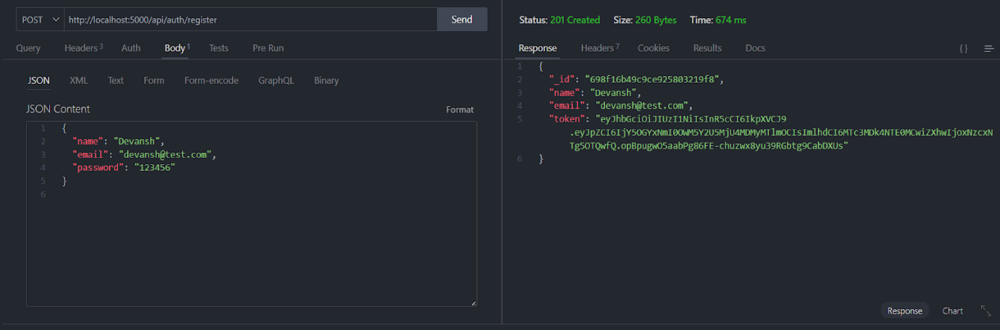 POST http://localhost:5000/api/auth/register Send
Query Headers 3 Auth Body 1 Tests Pre Run
JSON XML Text Form Form-encode GraphQL Binary
JSON Content Format
1 {
2 "name": "Devansh",
3 "email": "devansh@test.com",
4 "password": "123456"
5 }
6
Status: 201 Created Size: 260 Bytes Time: 674 ms
Response Headers 7 Cookies Results Docs { }
1 {
2 "_id": "698f16b49c9ce925803219f8",
3 "name": "Devansh",
4 "email": "devansh@test.com",
5 "token": "eyJhbGciOiJIUzI1NiIsInR5cCI6IkpXVCJ9
.eyJpZCI6IjY5OGYxNmI0OWM5Y2U5MjU4MDMyMTlmOCIsImlhdCI6MTc3MDk4NTE0MCwiZXhwIjoxNzcxN
Tg5OTQwfQ.opBpugwO5aabPg86FE-chuzwx8yu39RGbtg9CabDXUs"
6 }
Response Chart